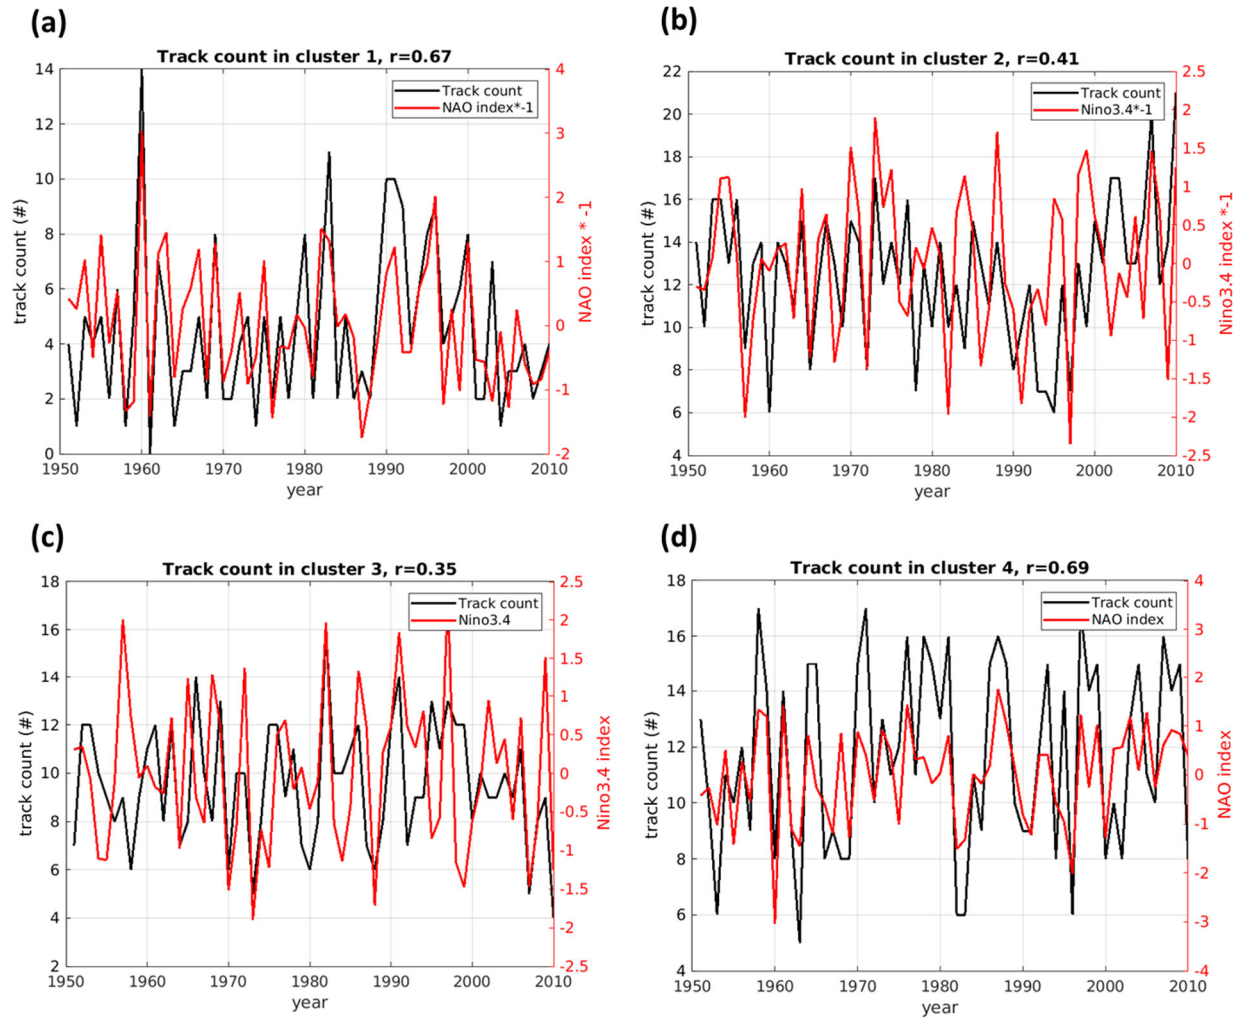 (a)
Track count in cluster 1, r=0.67
Track count
NAO index*-1
14
12
10
8
6
4
2
0
4
3
2
1
0
-1
-2
track count (#)
NAO index * -1
1950 1960 1970 1980 1990 2000 2010
year
(b)
Track count in cluster 2, r=0.41
Track count
Nino3.4*-1
22
20
18
16
14
12
10
8
6
4
2.5
2
1.5
1
0.5
0
-0.5
-1
-1.5
-2
-2.5
track count (#)
Nino3.4 index *-1
1950 1960 1970 1980 1990 2000 2010
year
(c)
Track count in cluster 3, r=0.35
Track count
Nino3.4
18
16
14
12
10
8
6
4
2
2.5
2
1.5
1
0.5
0
-0.5
-1
-1.5
-2
-2.5
track count (#)
Nino3.4 index
1950 1960 1970 1980 1990 2000 2010
year
(d)
Track count in cluster 4, r=0.69
Track count
NAO index
18
16
14
12
10
8
6
4
4
3
2
1
0
-1
-2
-3
-4
track count (#)
NAO index
1950 1960 1970 1980 1990 2000 2010
year